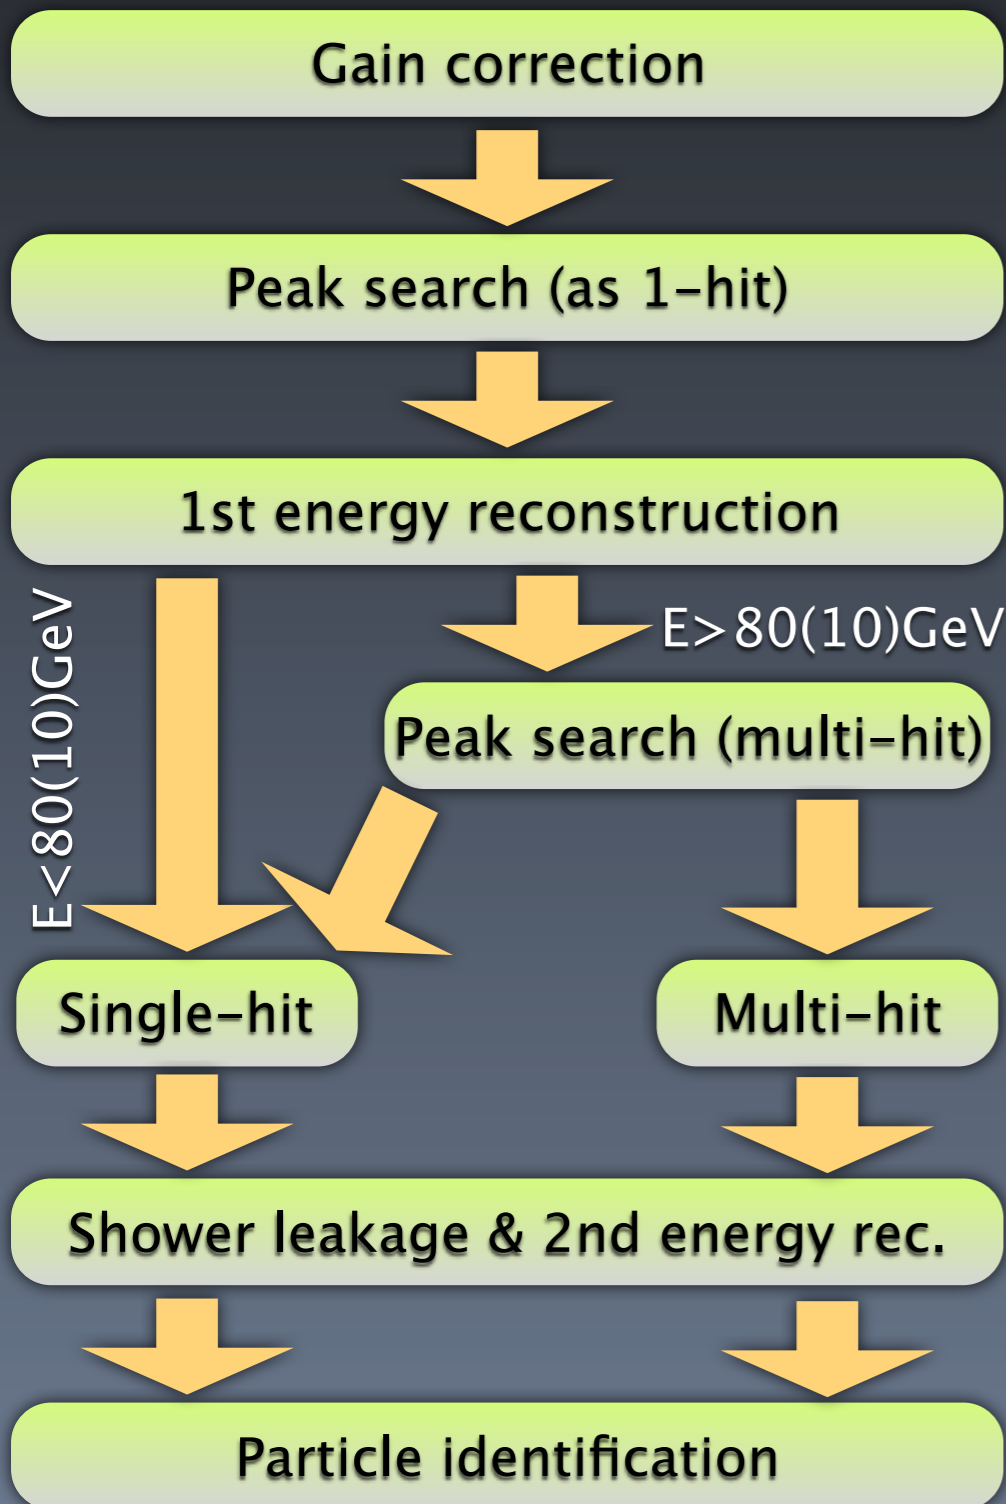 Gain correction
Peak search (as 1-hit)
1st energy reconstruction
E<80(10)GeV
E>80(10)GeV
Peak search (multi-hit)
Single-hit
Multi-hit
Shower leakage & 2nd energy rec.
Particle identification